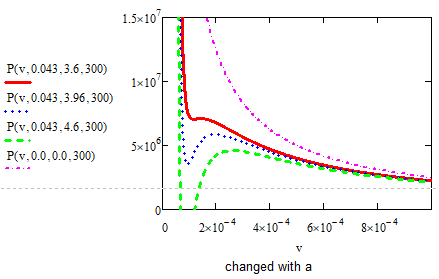 1.5×10⁷
P(v,0.043,3.6,300)
1×10⁷
P(v,0.043,3.96,300)
P(v,0.043,4.6,300)
5×10⁶
P(v,0.0,0.0,300)
0
0 2×10⁻⁴ 4×10⁻⁴ 6×10⁻⁴ 8×10⁻⁴
v
changed with a